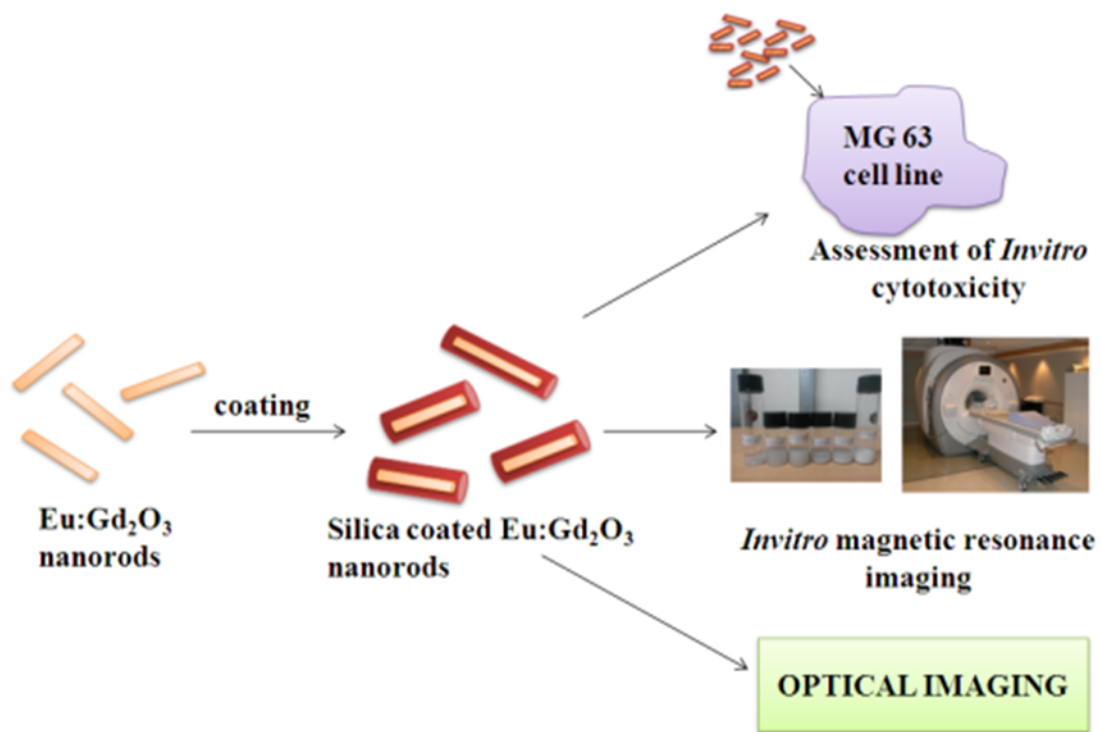 MG 63
cell line
Assessment of Invitro
cytotoxicity
coating
Eu:Gd₂O₃
nanorods
Silica coated Eu:Gd₂O₃
nanorods
Invitro magnetic resonance
imaging
OPTICAL IMAGING